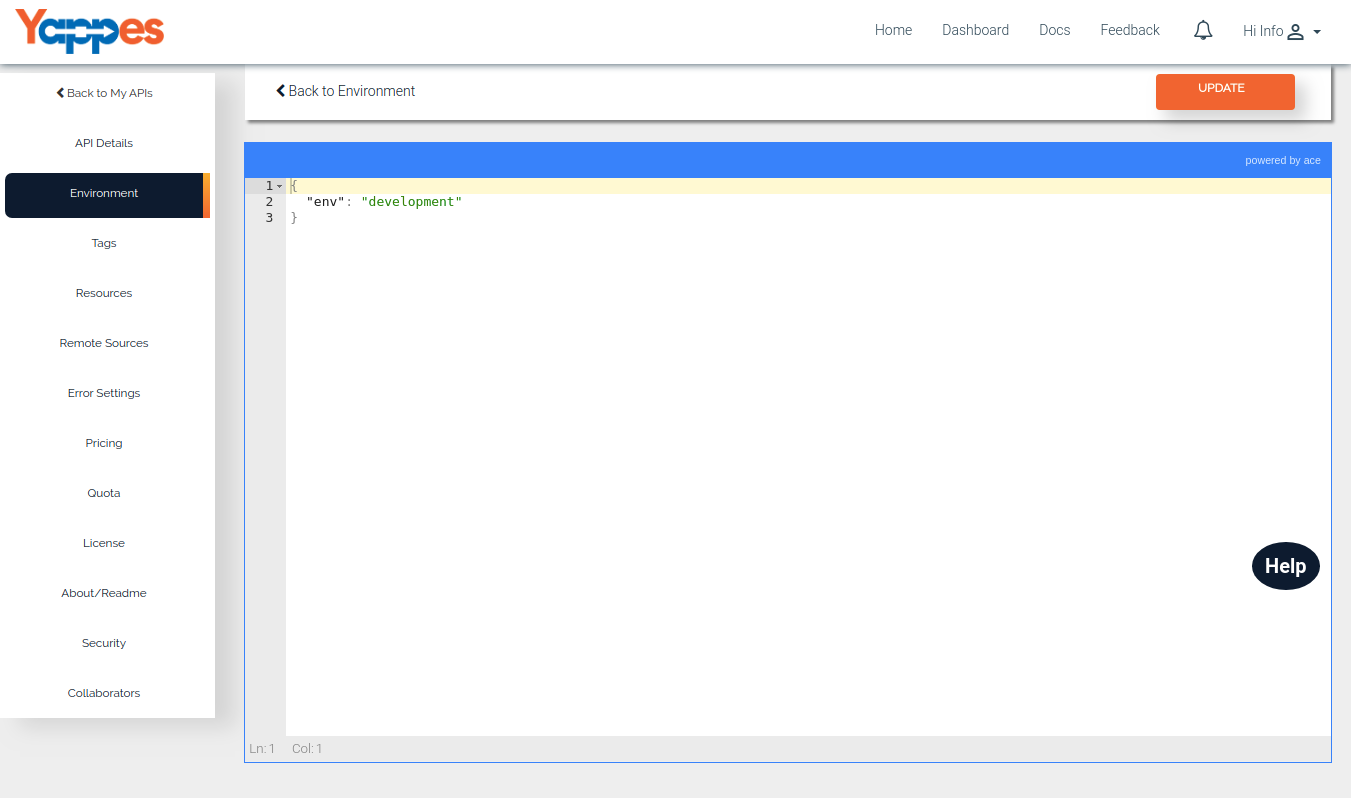 Yappes
Home Dashboard Docs Feedback Hi Info
Back to My APIs
API Details
Environment
Tags
Resources
Remote Sources
Error Settings
Pricing
Quota
License
About/Readme
Security
Collaborators
Back to Environment
UPDATE
powered by ace
1 {
2 "env": "development"
3 }
Help
Ln: 1 Col: 1